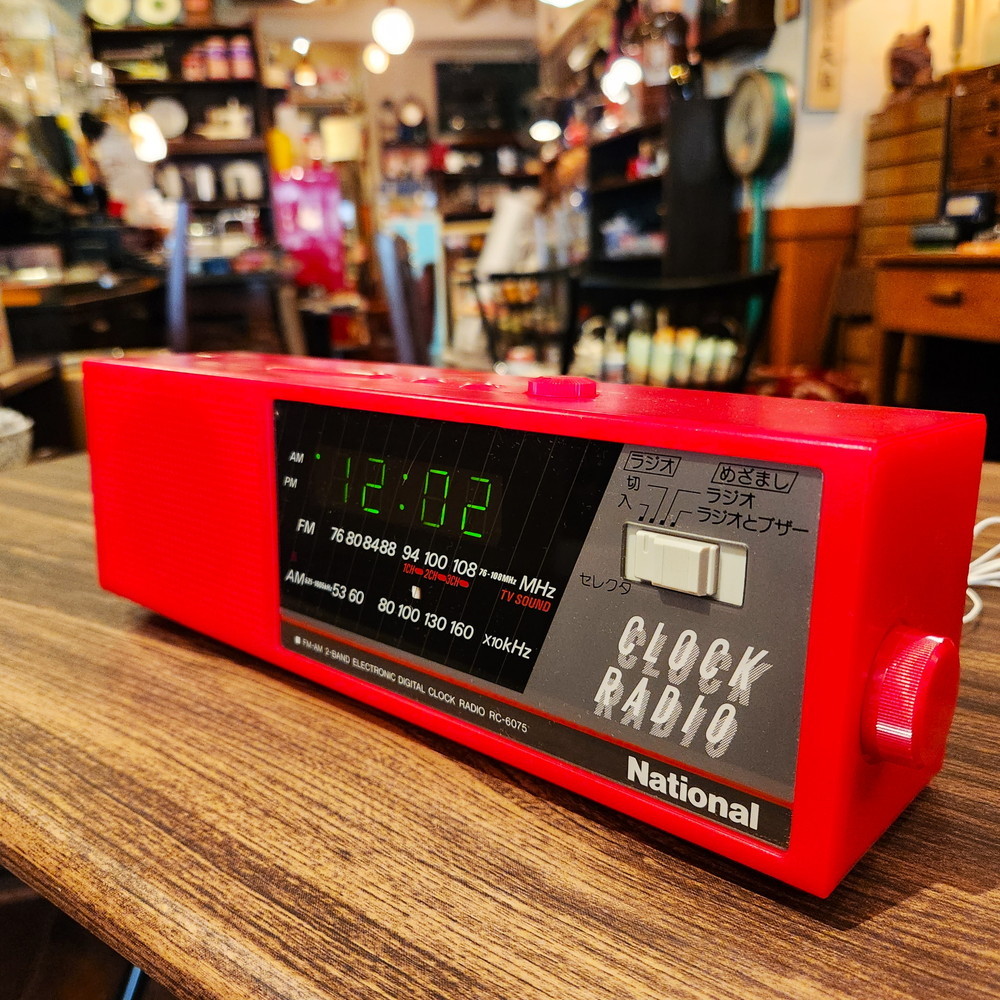 AM
PM
12:02
FM 76 80 84 88 94 100 108 76-108MHz MHz
1CH 2CH 3CH TV SOUND
AM 525-1605kHz 53 60 80 100 130 160 X10kHz
FM-AM 2-BAND ELECTRONIC DIGITAL CLOCK RADIO RC-6075
ラジオ めざまし
切 ラジオ
入 ラジオとブザー
セレクタ
CLOCK
RADIO
National